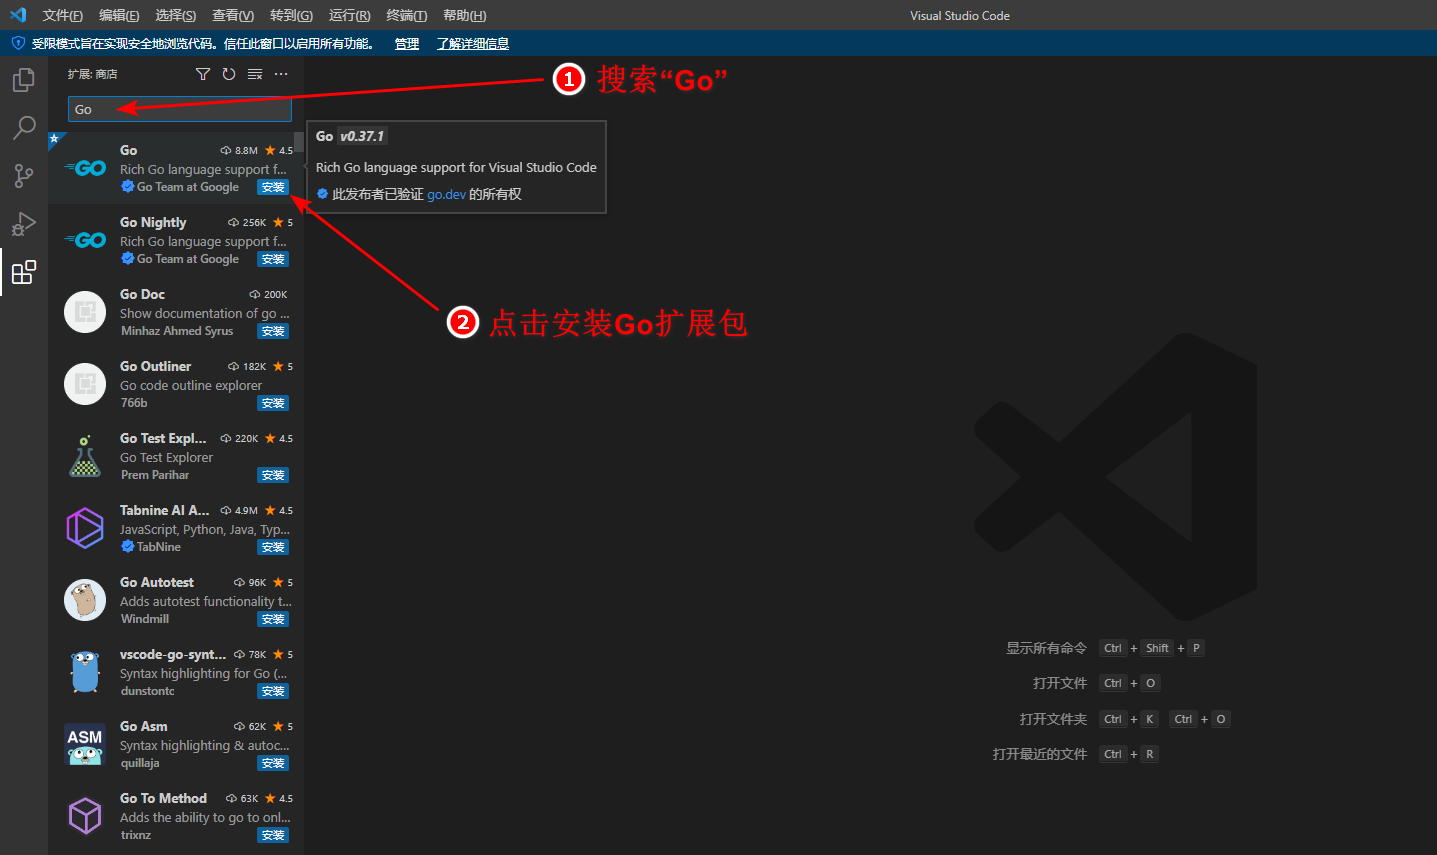 文件(F) 编辑(E) 选择(S) 查看(V) 转到(G) 运行(R) 终端(T) 帮助(H) Visual Studio Code
受限模式旨在实现安全地浏览代码。信任此窗口以启用所有功能。 管理 了解详细信息
扩展: 商店
Go
1 搜索“Go”
Go v0.37.1
Rich Go language support for Visual Studio Code
此发布者已验证 go.dev 的所有权
2 点击安装Go扩展包
GO
Go 8.8M 4.5
Rich Go language support f...
Go Team at Google 安装
GO
Go Nightly 256K 5
Rich Go language support f...
Go Team at Google 安装
Go Doc 200K
Show documentation of go ...
Minhaz Ahmed Syrus 安装
Go Outliner 182K 5
Go code outline explorer
766b 安装
Go Test Expl... 220K 4.5
Go Test Explorer
Prem Parihar 安装
Tabnine AI A... 4.9M 4.5
JavaScript, Python, Java, Typ...
TabNine 安装
Go Autotest 96K 5
Adds autotest functionality t...
Windmill 安装
vscode-go-synt... 78K 5
Syntax highlighting for Go (...
dunstontc 安装
ASM
Go Asm 62K 5
Syntax highlighting & autoc...
quillaja 安装
Go To Method 63K 4.5
Adds the ability to go to onl...
trixnz 安装
显示所有命令 Ctrl + Shift + P
打开文件 Ctrl + O
打开文件夹 Ctrl + K Ctrl + O
打开最近的文件 Ctrl + R